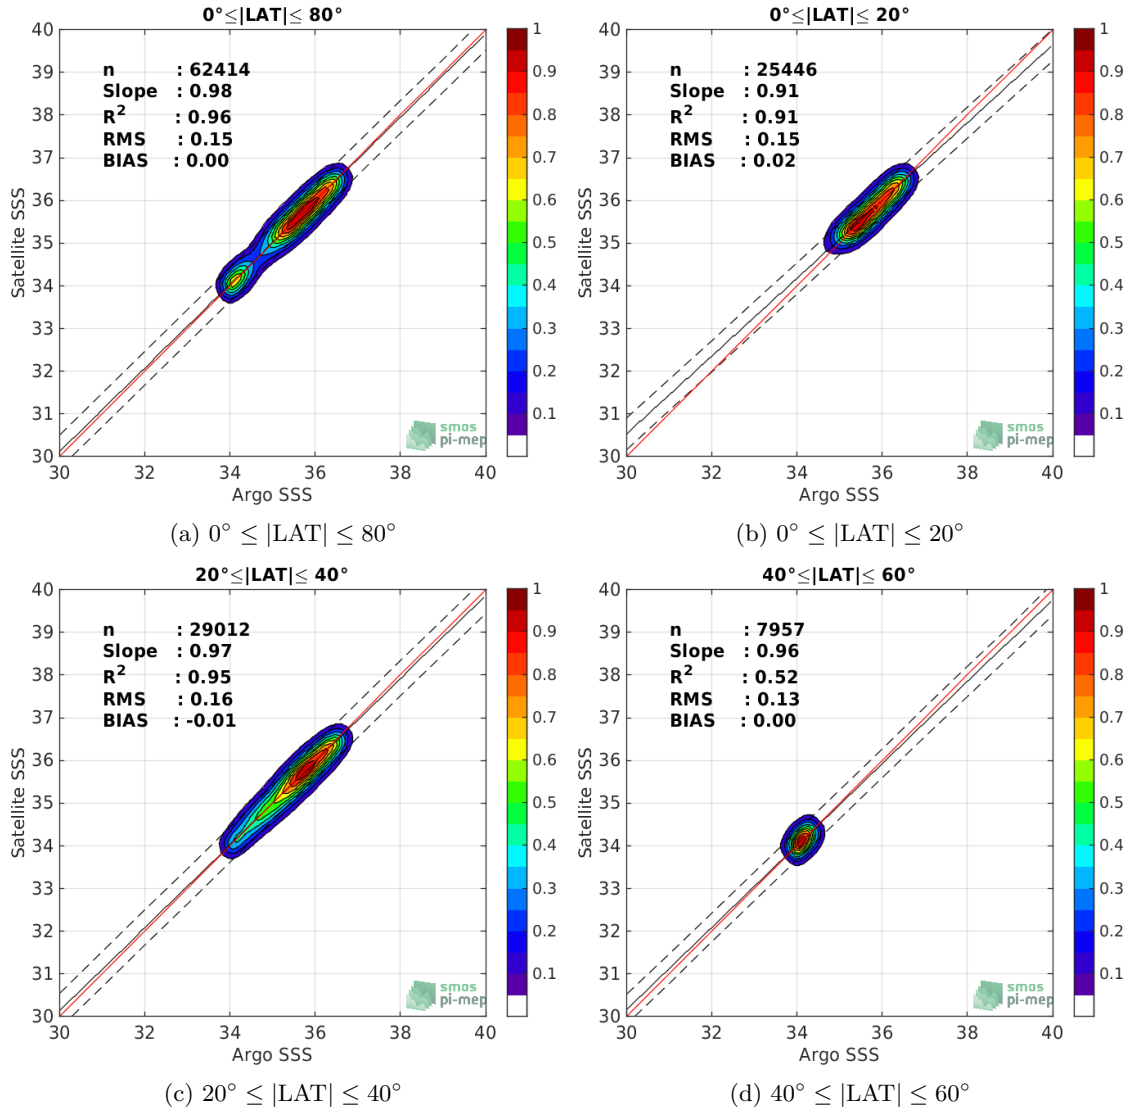 0°≤|LAT|≤ 80°
n : 62414
Slope : 0.98
R² : 0.96
RMS : 0.15
BIAS : 0.00
40
39
38
37
36
35
34
33
32
31
30
30 32 34 36 38 40
Satellite SSS
Argo SSS
1
0.9
0.8
0.7
0.6
0.5
0.4
0.3
0.2
0.1
smos
pi-mep
(a) 0° ≤ |LAT| ≤ 80°
0°≤|LAT|≤ 20°
n : 25446
Slope : 0.91
R² : 0.91
RMS : 0.15
BIAS : 0.02
40
39
38
37
36
35
34
33
32
31
30
30 32 34 36 38 40
Satellite SSS
Argo SSS
1
0.9
0.8
0.7
0.6
0.5
0.4
0.3
0.2
0.1
smos
pi-mep
(b) 0° ≤ |LAT| ≤ 20°
20°≤|LAT|≤ 40°
n : 29012
Slope : 0.97
R² : 0.95
RMS : 0.16
BIAS : -0.01
40
39
38
37
36
35
34
33
32
31
30
30 32 34 36 38 40
Satellite SSS
Argo SSS
1
0.9
0.8
0.7
0.6
0.5
0.4
0.3
0.2
0.1
smos
pi-mep
(c) 20° ≤ |LAT| ≤ 40°
40°≤|LAT|≤ 60°
n : 7957
Slope : 0.96
R² : 0.52
RMS : 0.13
BIAS : 0.00
40
39
38
37
36
35
34
33
32
31
30
30 32 34 36 38 40
Satellite SSS
Argo SSS
1
0.9
0.8
0.7
0.6
0.5
0.4
0.3
0.2
0.1
smos
pi-mep
(d) 40° ≤ |LAT| ≤ 60°